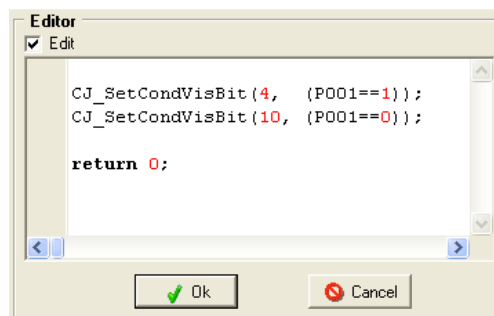 Editor
Edit
CJ_SetCondVisBit(4,  (P001==1));
CJ_SetCondVisBit(10, (P001==0));
return 0;
Ok
Cancel